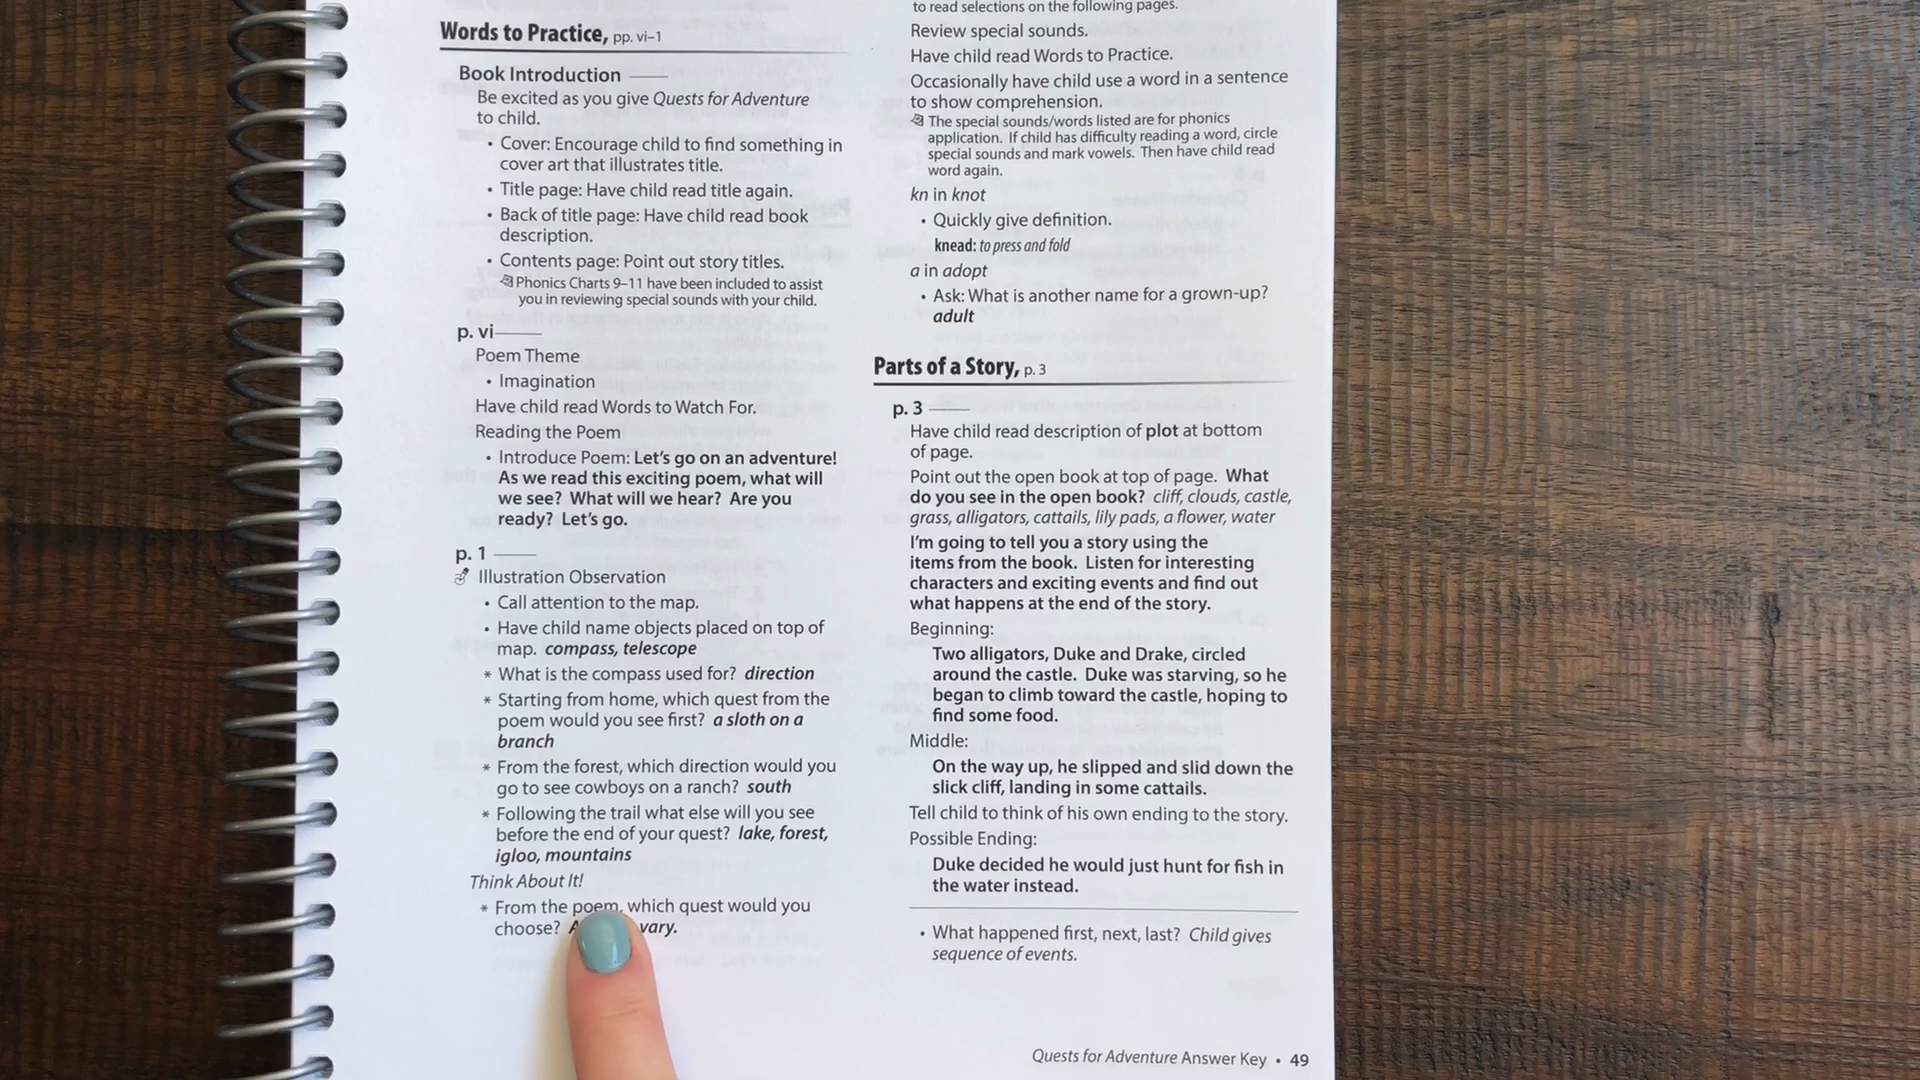 Words to Practice, pp. vi–1
Book Introduction
Be excited as you give Quests for Adventure
to child.
• Cover: Encourage child to find something in
cover art that illustrates title.
• Title page: Have child read title again.
• Back of title page: Have child read book
description.
• Contents page: Point out story titles.
Phonics Charts 9–11 have been included to assist
you in reviewing special sounds with your child.
p. vi
Poem Theme
• Imagination
Have child read Words to Watch For.
Reading the Poem
• Introduce Poem: Let's go on an adventure!
As we read this exciting poem, what will
we see? What will we hear? Are you
ready? Let's go.
p. 1
Illustration Observation
• Call attention to the map.
• Have child name objects placed on top of
map. compass, telescope
* What is the compass used for? direction
* Starting from home, which quest from the
poem would you see first? a sloth on a
branch
* From the forest, which direction would you
go to see cowboys on a ranch? south
* Following the trail what else will you see
before the end of your quest? lake, forest,
igloo, mountains
Think About It!
* From the poem, which quest would you
choose? vary.
to read selections on the following pages.
Review special sounds.
Have child read Words to Practice.
Occasionally have child use a word in a sentence
to show comprehension.
The special sounds/words listed are for phonics
application. If child has difficulty reading a word, circle
special sounds and mark vowels. Then have child read
word again.
kn in knot
• Quickly give definition.
knead: to press and fold
a in adopt
• Ask: What is another name for a grown-up?
adult
Parts of a Story, p. 3
p. 3
Have child read description of plot at bottom
of page.
Point out the open book at top of page. What
do you see in the open book? cliff, clouds, castle,
grass, alligators, cattails, lily pads, a flower, water
I'm going to tell you a story using the
items from the book. Listen for interesting
characters and exciting events and find out
what happens at the end of the story.
Beginning:
Two alligators, Duke and Drake, circled
around the castle. Duke was starving, so he
began to climb toward the castle, hoping to
find some food.
Middle:
On the way up, he slipped and slid down the
slick cliff, landing in some cattails.
Tell child to think of his own ending to the story.
Possible Ending:
Duke decided he would just hunt for fish in
the water instead.
• What happened first, next, last? Child gives
sequence of events.
Quests for Adventure Answer Key • 49